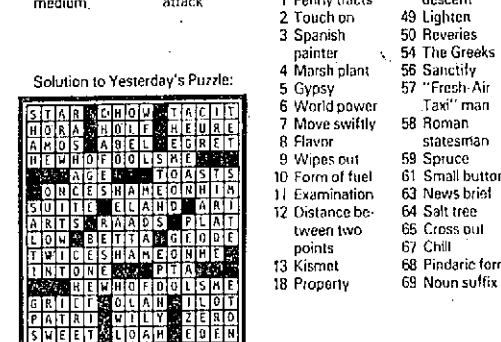 medium.
attack
Solution to Yesterday's Puzzle:
STAR CHOW TACIT
HORA HOLF HEURE
AMOS ABEL EGRET
HEWHOFOOLSME
AGE TOASTS
ONCESHAMEONHIM
SUITE ELAND ARI
ARTS RAADS PLAT
LOW BETTA GEODE
TWICESHAMEONME
INTONE PTA
HEWHOFOOLSME
OLAN ILOT
PATRI WILY ZERO
SWEET LOAM EDEN
1 Penny tracts
2 Touch on
3 Spanish
painter
4 Marsh plant
5 Gypsy
6 World power
7 Move swiftly
8 Flavor
9 Wipes out
10 Form of fuel
11 Examination
12 Distance be-
tween two
points
13 Kismet
18 Property
descent
49 Lighten
50 Reveries
54 The Greeks
56 Sanctify
57 "Fresh-Air
Taxi" man
58 Roman
statesman
59 Spruce
61 Small button
63 News brief
64 Salt tree
65 Cross out
67 Chill
68 Pindaric form
69 Noun suffix